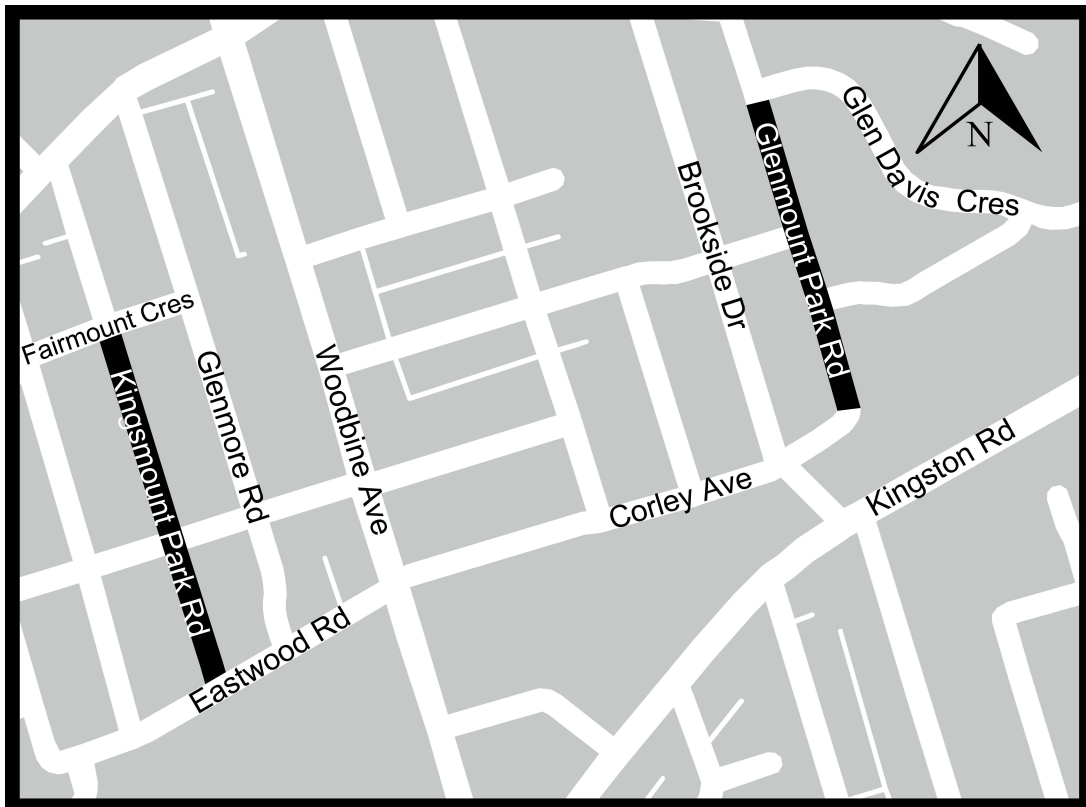 N
Glen Davis Cres
Glenmount Park Rd
Brookside Dr
Fairmount Cres
Kingsmount Park Rd
Glenmore Rd
Woodbine Ave
Corley Ave
Kingston Rd
Eastwood Rd